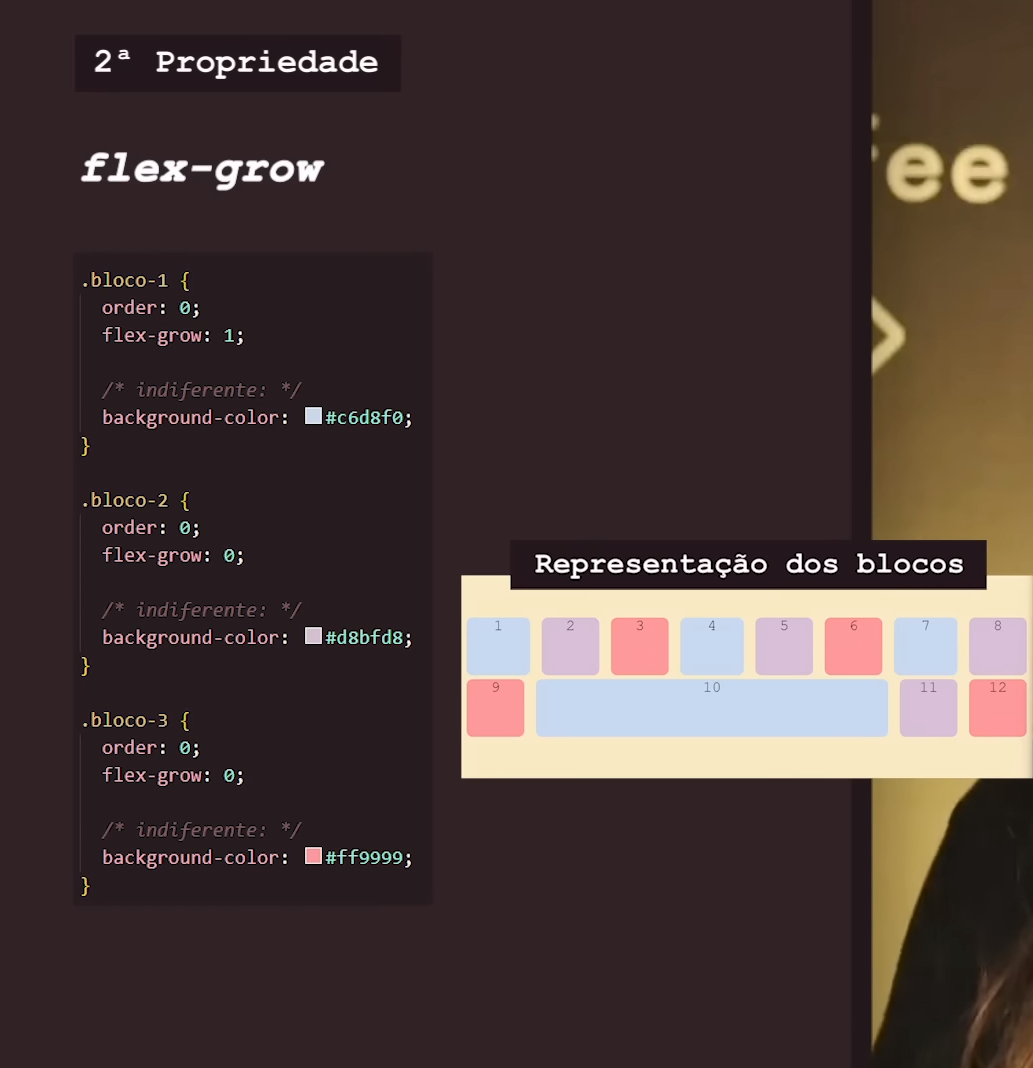 2ª Propriedade
flex-grow
.bloco-1 {
order: 0;
flex-grow: 1;
/* indiferente: */
background-color: #c6d8f0;
}
.bloco-2 {
order: 0;
flex-grow: 0;
/* indiferente: */
background-color: #d8bfd8;
}
.bloco-3 {
order: 0;
flex-grow: 0;
/* indiferente: */
background-color: #ff9999;
}
Representação dos blocos
1 2 3 4 5 6 7 8
9 10 11 12
ee